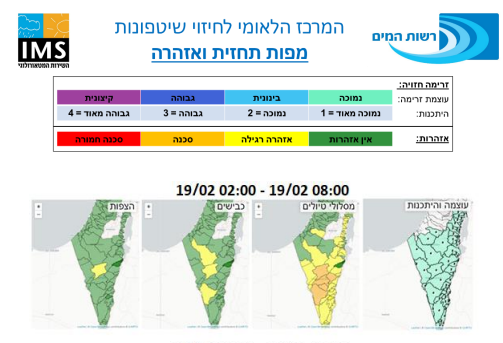 IMS
השירות המטאורולוגי
המרכז הלאומי לחיזוי שיטפונות
מפות תחזית ואזהרה
רשות המים
זרימה חזויה:
עוצמת זרימה: נמוכה בינונית גבוהה קיצונית
היתכנות: נמוכה מאוד = 1 נמוכה = 2 גבוהה = 3 גבוהה מאוד = 4
אזהרות: אין אזהרות אזהרה רגילה סכנה סכנה חמורה
19/02 02:00 - 19/02 08:00
עוצמה והיתכנות מסלולי טיולים כבישים הצפות